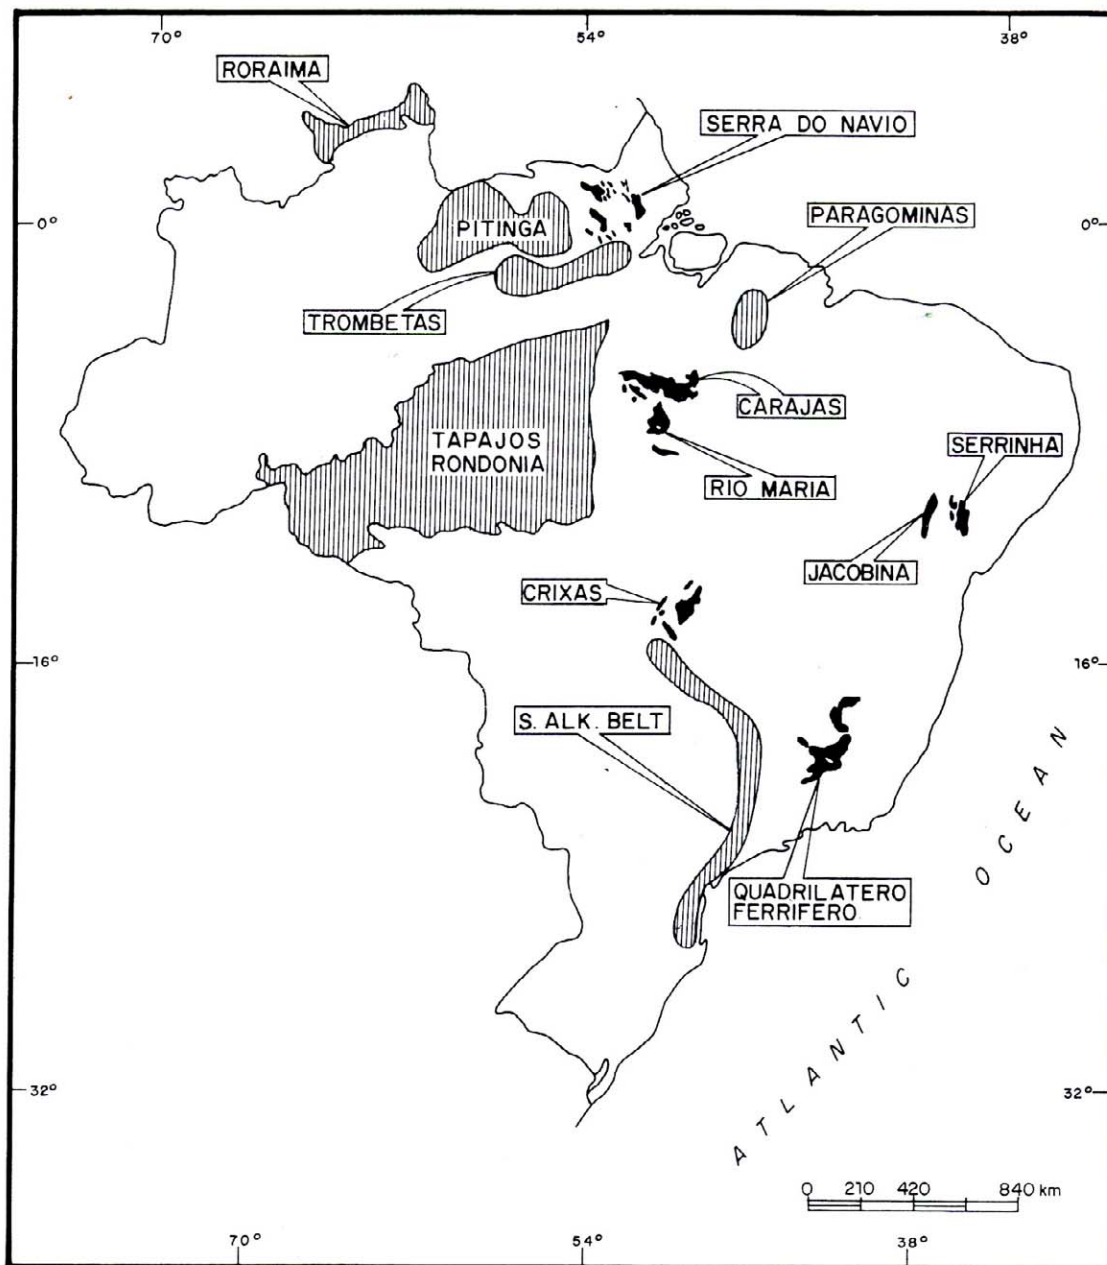 70°
54°
38°
RORAIMA
SERRA DO NAVIO
0°
PITINGA
PARAGOMINAS
0°
TROMBETAS
CARAJAS
TAPAJOS
RONDONIA
SERRINHA
RIO MARIA
JACOBINA
CRIXAS
16°
16°
S. ALK. BELT
QUADRILATERO
FERRIFERO
ATLANTIC OCEAN
32°
32°
0 210 420 840 km
70°
54°
38°